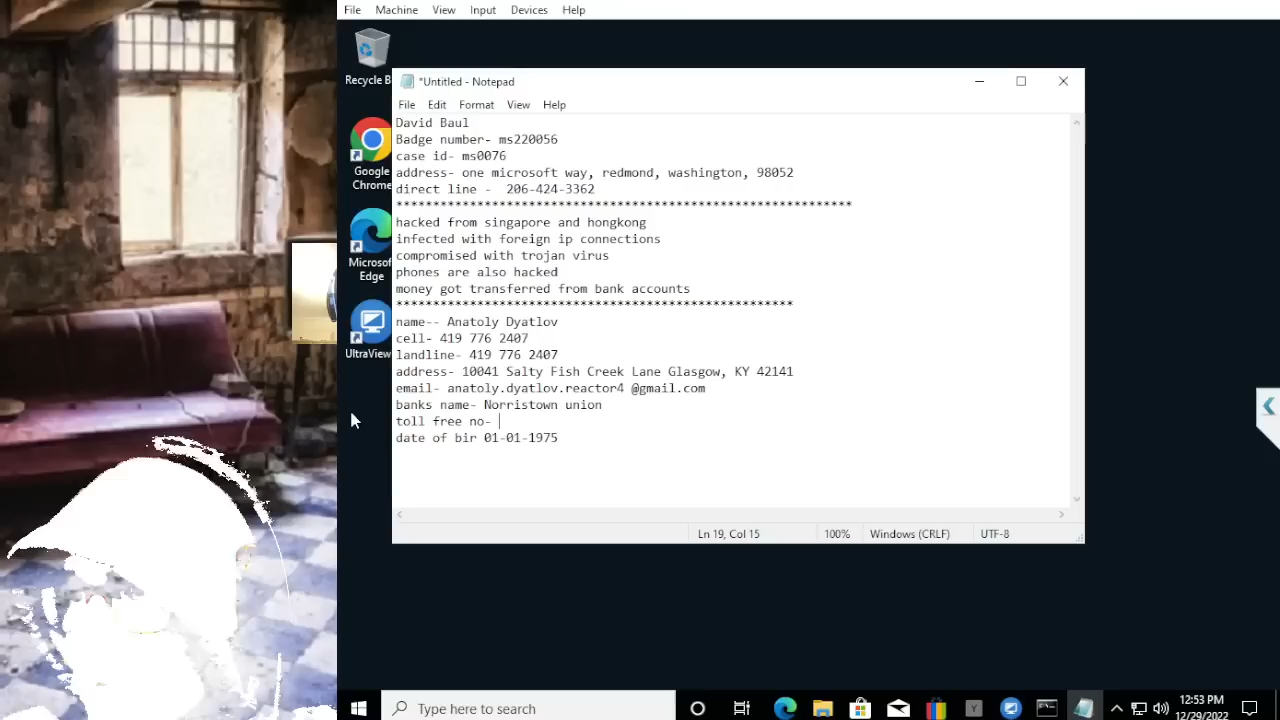 File Machine View Input Devices Help
Recycle B
*Untitled - Notepad
File Edit Format View Help
David Baul
Badge number- ms220056
case id- ms0076
address- one microsoft way, redmond, washington, 98052
direct line -  206-424-3362
**************************************************************
hacked from singapore and hongkong
infected with foreign ip connections
compromised with trojan virus
phones are also hacked
money got transferred from bank accounts
******************************************************
name-- Anatoly Dyatlov
cell- 419 776 2407
landline- 419 776 2407
address- 10041 Salty Fish Creek Lane Glasgow, KY 42141
email- anatoly.dyatlov.reactor4 @gmail.com
banks name- Norristown union
toll free no-
date of bir 01-01-1975
Google
Chrome
Microsof
Edge
UltraView
Ln 19, Col 15
100%
Windows (CRLF)
UTF-8
Type here to search
12:53 PM
12/29/2022